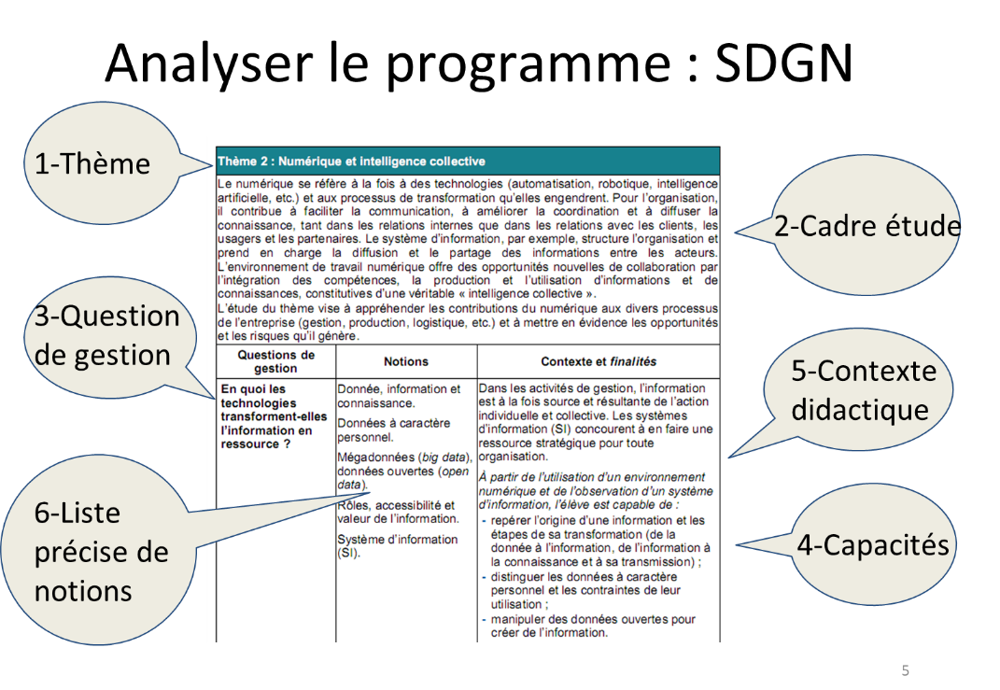 Analyser le programme : SDGN
1-Thème
2-Cadre étude
3-Question
de gestion
5-Contexte
didactique
6-Liste
précise de
notions
4-Capacités
Thème 2 : Numérique et intelligence collective
Le numérique se réfère à la fois à des technologies (automatisation, robotique, intelligence
artificielle, etc.) et aux processus de transformation qu'elles engendrent. Pour l'organisation,
il contribue à faciliter la communication, à améliorer la coordination et à diffuser la
connaissance, tant dans les relations internes que dans les relations avec les clients, les
usagers et les partenaires. Le système d'information, par exemple, structure l'organisation et
prend en charge la diffusion et le partage des informations entre les acteurs.
L'environnement de travail numérique offre des opportunités nouvelles de collaboration par
l'intégration des compétences, la production et l'utilisation d'informations et de
connaissances, constitutives d'une véritable « intelligence collective ».
L'étude du thème vise à appréhender les contributions du numérique aux divers processus
de l'entreprise (gestion, production, logistique, etc.) et à mettre en évidence les opportunités
et les risques qu'il génère.
Questions de
gestion
Notions
Contexte et finalités
En quoi les
technologies
transforment-elles
l'information en
ressource ?
Donnée, information et
connaissance.
Données à caractère
personnel.
Mégadonnées (big data),
données ouvertes (open
data).
Rôles, accessibilité et
valeur de l'information.
Système d'information
(SI).
Dans les activités de gestion, l'information
est à la fois source et résultante de l'action
individuelle et collective. Les systèmes
d'information (SI) concourent à en faire une
ressource stratégique pour toute
organisation.
À partir de l'utilisation d'un environnement
numérique et de l'observation d'un système
d'information, l'élève est capable de :
- repérer l'origine d'une information et les
étapes de sa transformation (de la
donnée à l'information, de l'information à
la connaissance et à sa transmission) ;
- distinguer les données à caractère
personnel et les contraintes de leur
utilisation ;
- manipuler des données ouvertes pour
créer de l'information.
5